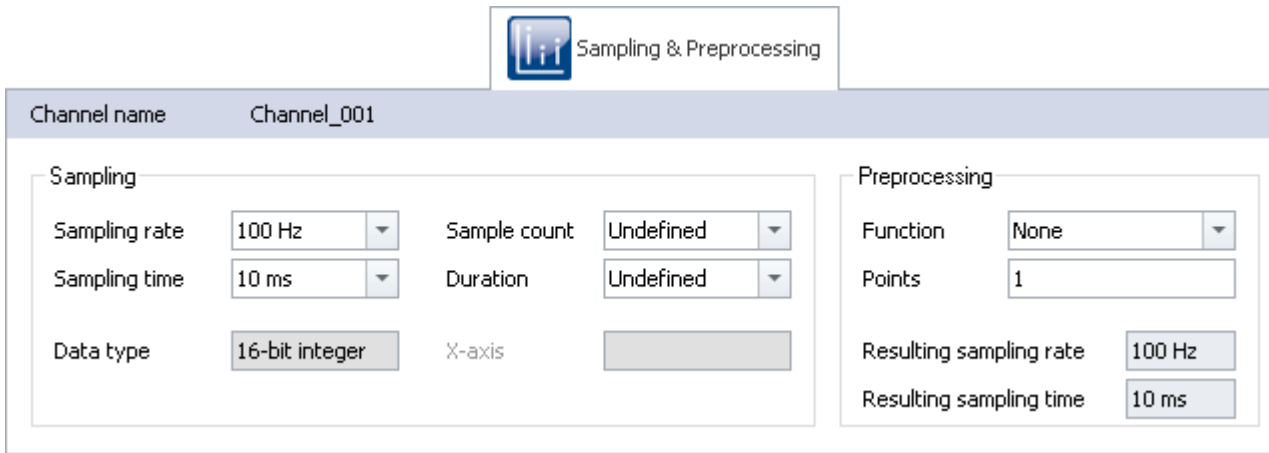 Sampling & Preprocessing
Channel name Channel_001
Sampling
Sampling rate 100 Hz Sample count Undefined
Sampling time 10 ms Duration Undefined
Data type 16-bit integer X-axis
Preprocessing
Function None
Points 1
Resulting sampling rate 100 Hz
Resulting sampling time 10 ms